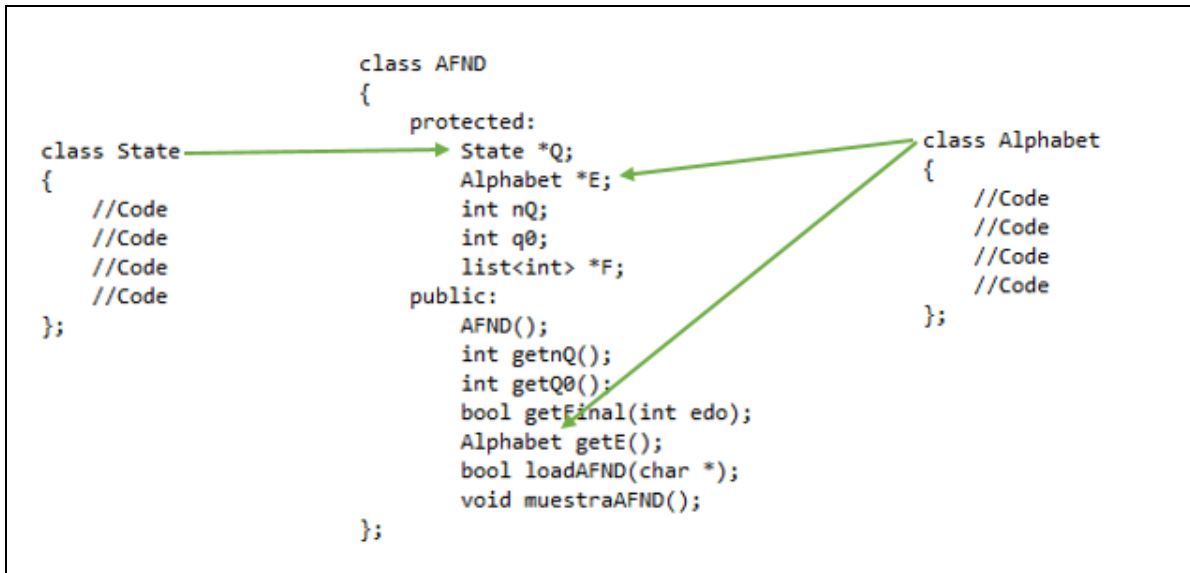 class AFND
{
protected:
State *Q;
Alphabet *E;
int nQ;
int q0;
list<int> *F;
public:
AFND();
int getnQ();
int getQ0();
bool getFinal(int edo);
Alphabet getE();
bool loadAFND(char *);
void muestraAFND();
};
class State
{
//Code
//Code
//Code
//Code
};
class Alphabet
{
//Code
//Code
//Code
//Code
};